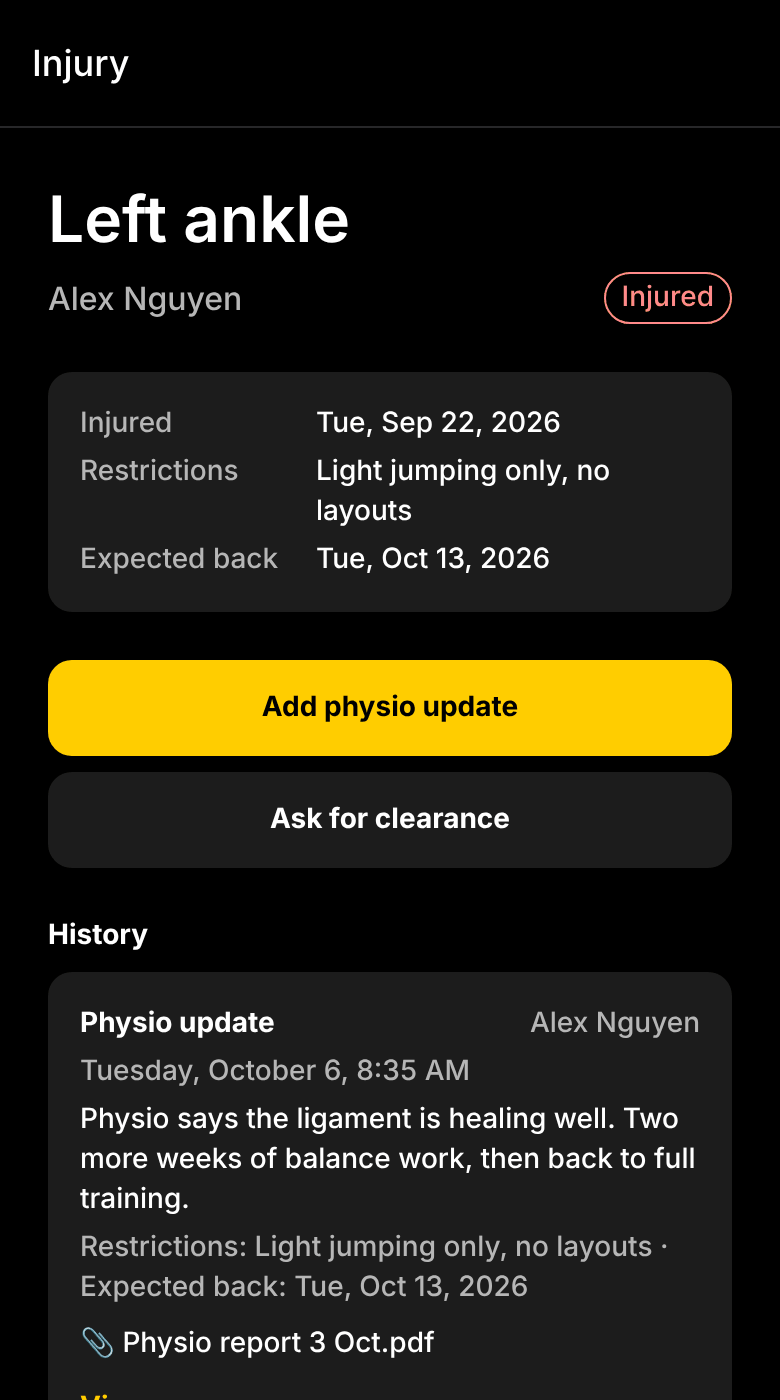 Injury
Left ankle
Alex Nguyen
Injured
Injured Tue, Sep 22, 2026
Restrictions Light jumping only, no
layouts
Expected back Tue, Oct 13, 2026
Add physio update
Ask for clearance
History
Physio update Alex Nguyen
Tuesday, October 6, 8:35 AM
Physio says the ligament is healing well. Two
more weeks of balance work, then back to full
training.
Restrictions: Light jumping only, no layouts ·
Expected back: Tue, Oct 13, 2026
📎 Physio report 3 Oct.pdf